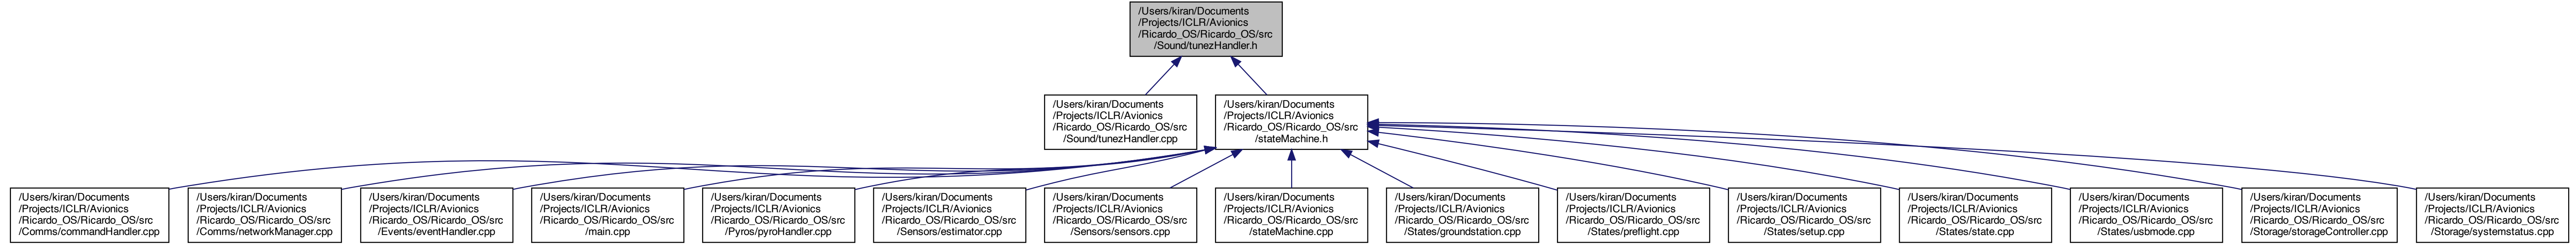 /Users/kiran/Documents
/Projects/ICLR/Avionics
/Ricardo_OS/Ricardo_OS/src
/Sound/tunezHandler.h
/Users/kiran/Documents
/Projects/ICLR/Avionics
/Ricardo_OS/Ricardo_OS/src
/Sound/tunezHandler.cpp
/Users/kiran/Documents
/Projects/ICLR/Avionics
/Ricardo_OS/Ricardo_OS/src
/stateMachine.h
/Users/kiran/Documents
/Projects/ICLR/Avionics
/Ricardo_OS/Ricardo_OS/src
/Comms/commandHandler.cpp
/Users/kiran/Documents
/Projects/ICLR/Avionics
/Ricardo_OS/Ricardo_OS/src
/Comms/networkManager.cpp
/Users/kiran/Documents
/Projects/ICLR/Avionics
/Ricardo_OS/Ricardo_OS/src
/Events/eventHandler.cpp
/Users/kiran/Documents
/Projects/ICLR/Avionics
/Ricardo_OS/Ricardo_OS/src
/main.cpp
/Users/kiran/Documents
/Projects/ICLR/Avionics
/Ricardo_OS/Ricardo_OS/src
/Pyros/pyroHandler.cpp
/Users/kiran/Documents
/Projects/ICLR/Avionics
/Ricardo_OS/Ricardo_OS/src
/Sensors/estimator.cpp
/Users/kiran/Documents
/Projects/ICLR/Avionics
/Ricardo_OS/Ricardo_OS/src
/Sensors/sensors.cpp
/Users/kiran/Documents
/Projects/ICLR/Avionics
/Ricardo_OS/Ricardo_OS/src
/stateMachine.cpp
/Users/kiran/Documents
/Projects/ICLR/Avionics
/Ricardo_OS/Ricardo_OS/src
/States/groundstation.cpp
/Users/kiran/Documents
/Projects/ICLR/Avionics
/Ricardo_OS/Ricardo_OS/src
/States/preflight.cpp
/Users/kiran/Documents
/Projects/ICLR/Avionics
/Ricardo_OS/Ricardo_OS/src
/States/setup.cpp
/Users/kiran/Documents
/Projects/ICLR/Avionics
/Ricardo_OS/Ricardo_OS/src
/States/state.cpp
/Users/kiran/Documents
/Projects/ICLR/Avionics
/Ricardo_OS/Ricardo_OS/src
/States/usbmode.cpp
/Users/kiran/Documents
/Projects/ICLR/Avionics
/Ricardo_OS/Ricardo_OS/src
/Storage/storageController.cpp
/Users/kiran/Documents
/Projects/ICLR/Avionics
/Ricardo_OS/Ricardo_OS/src
/Storage/systemstatus.cpp